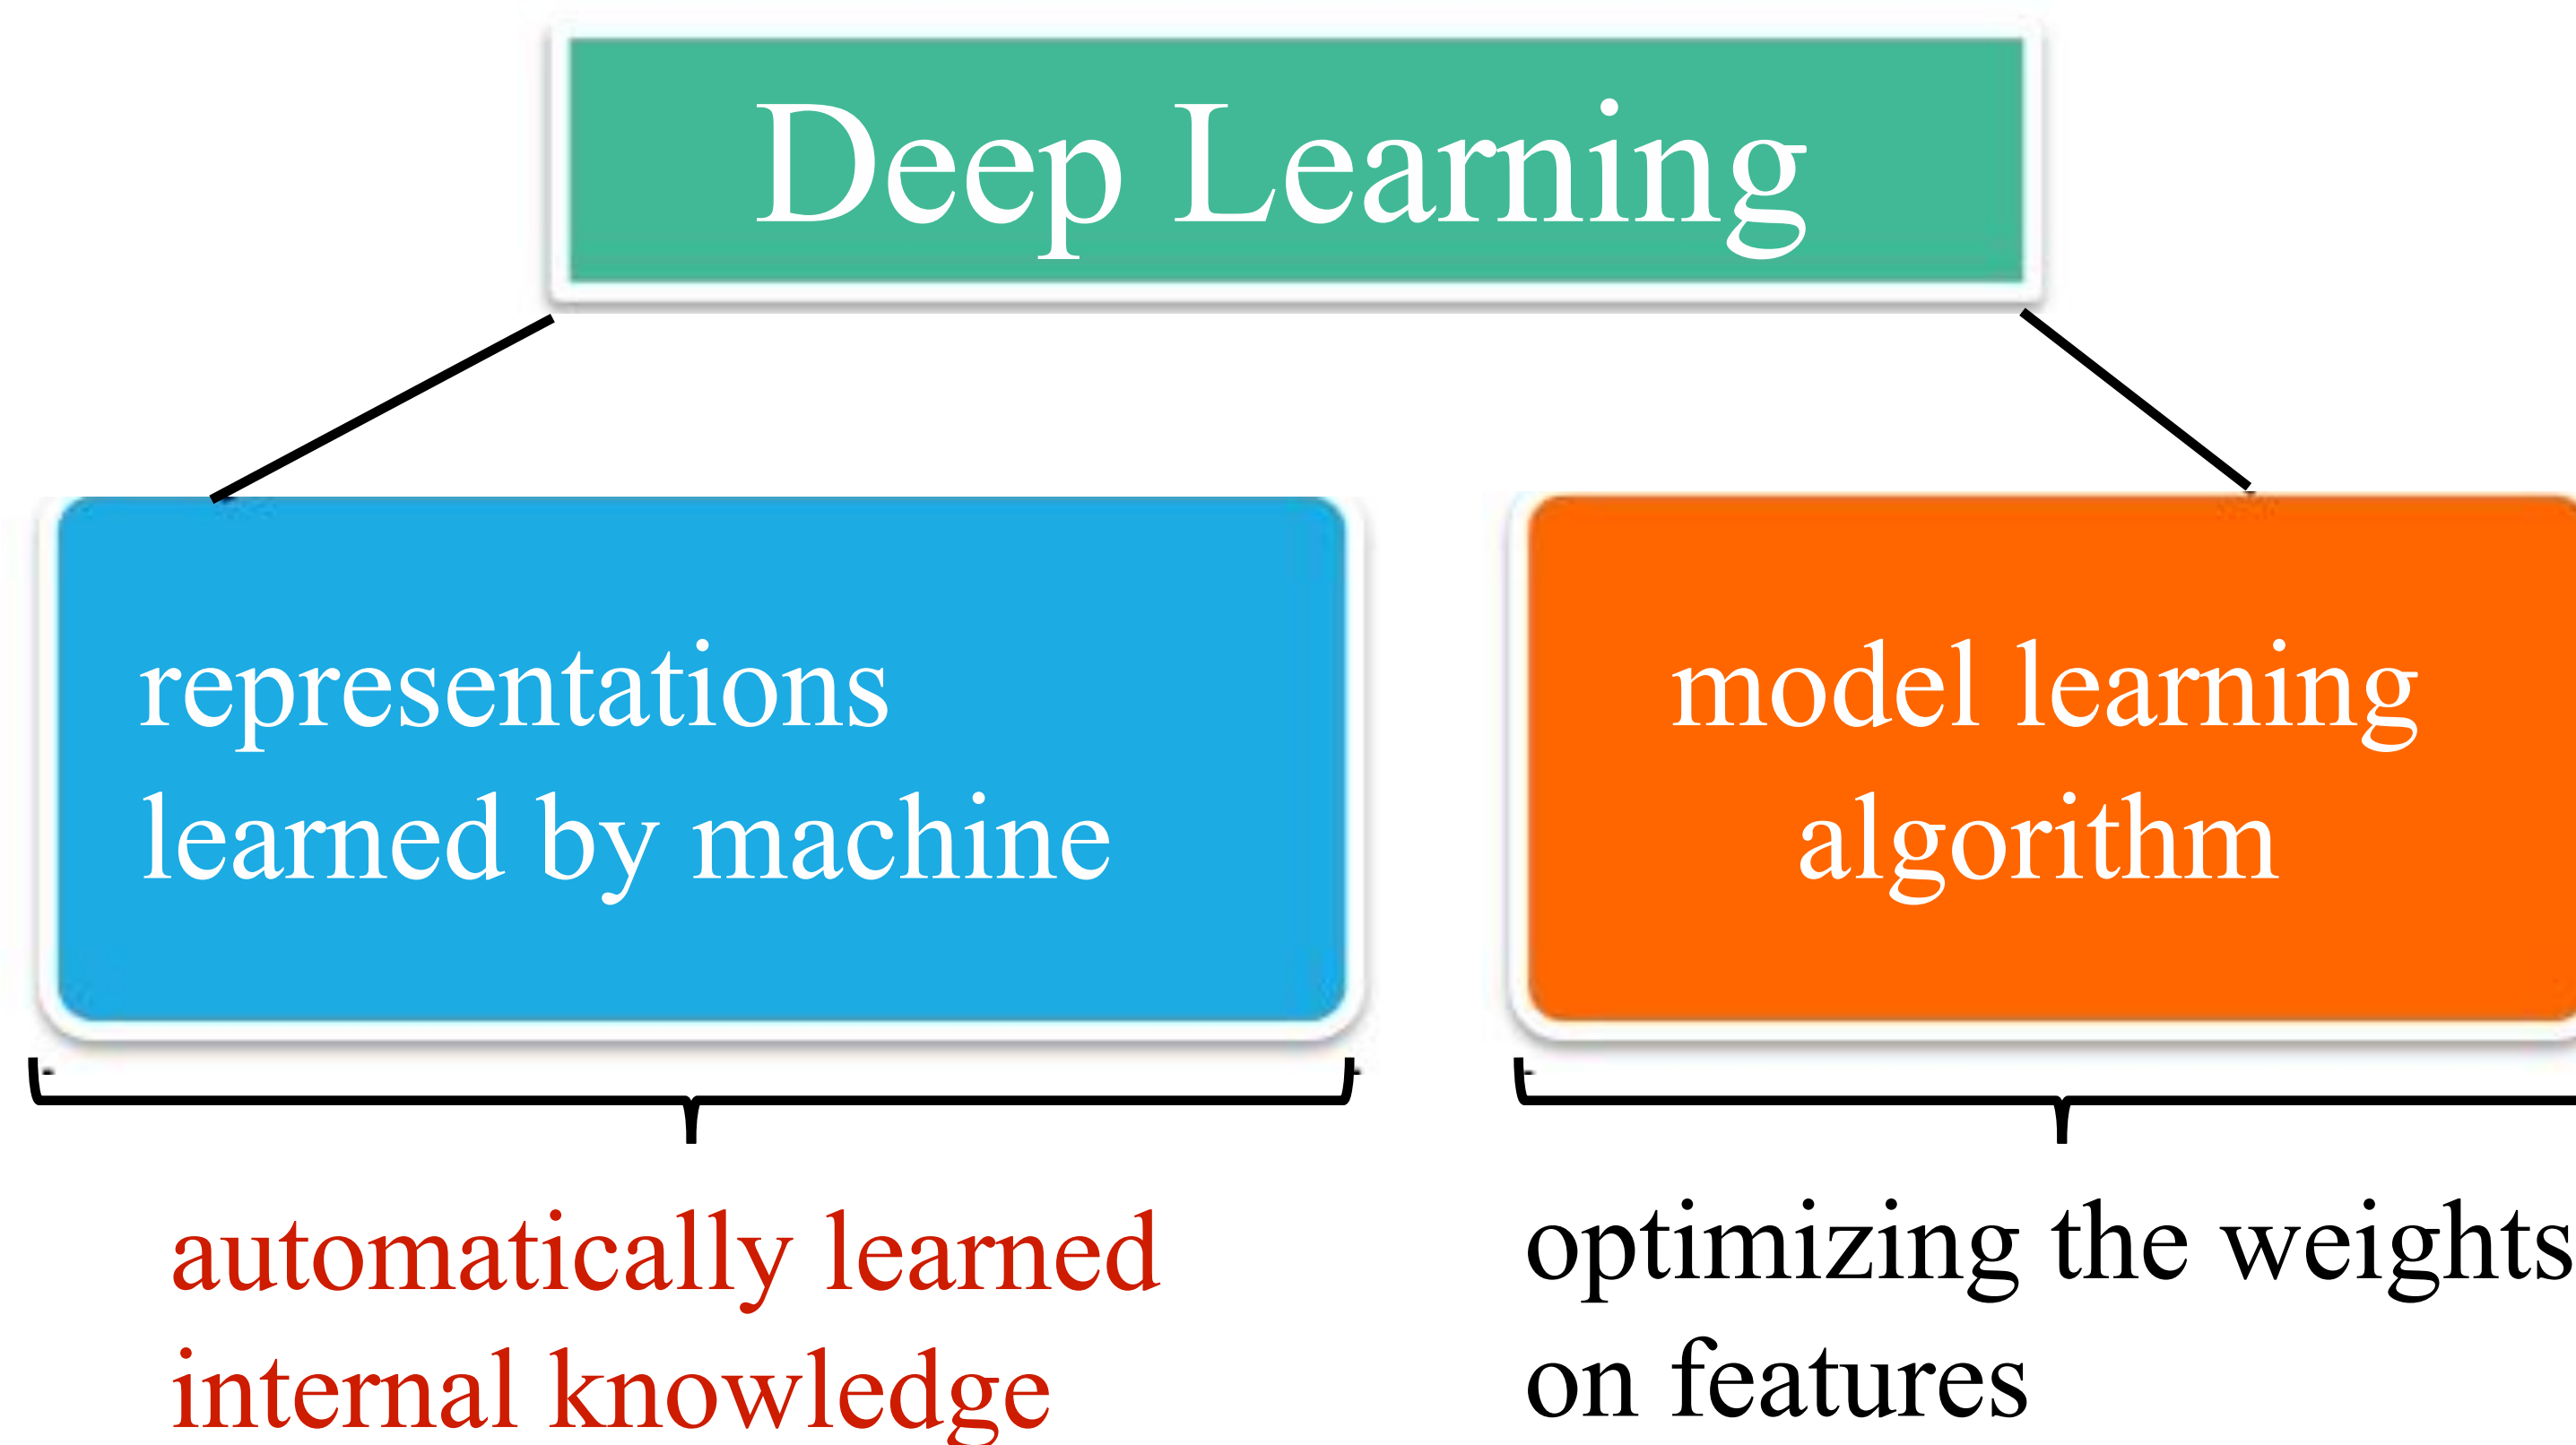 Deep Learning
representations
learned by machine
model learning
algorithm
automatically learned
internal knowledge
optimizing the weights
on features